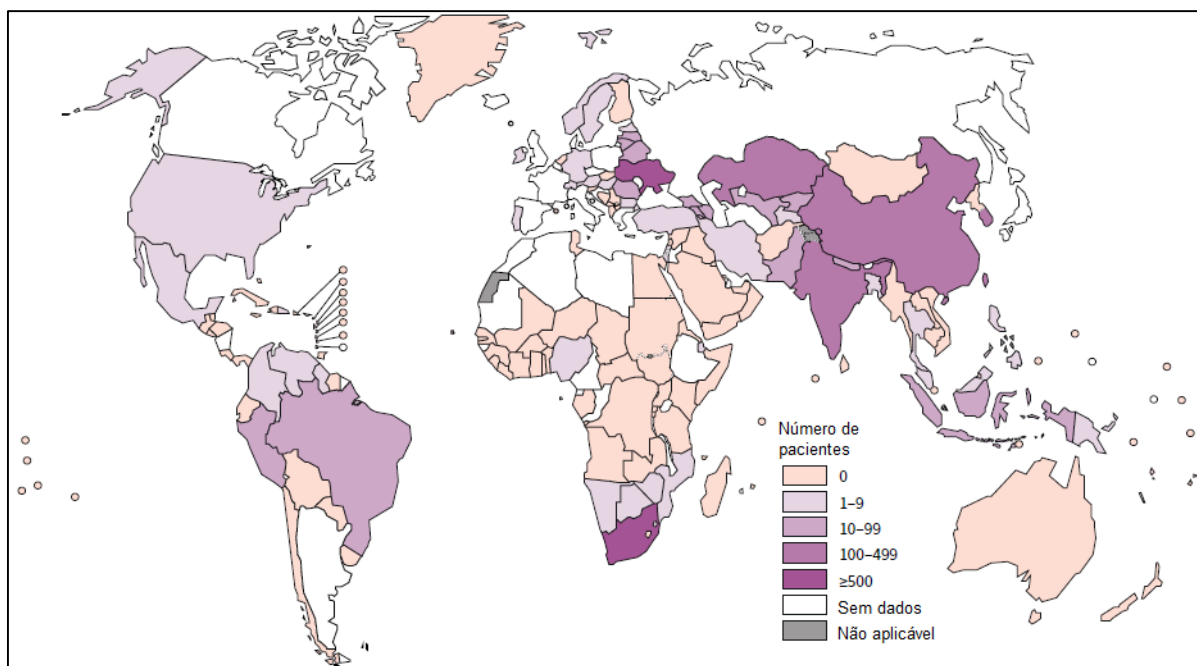 Número de
pacientes
0
1–9
10–99
100–499
≥500
Sem dados
Não aplicável